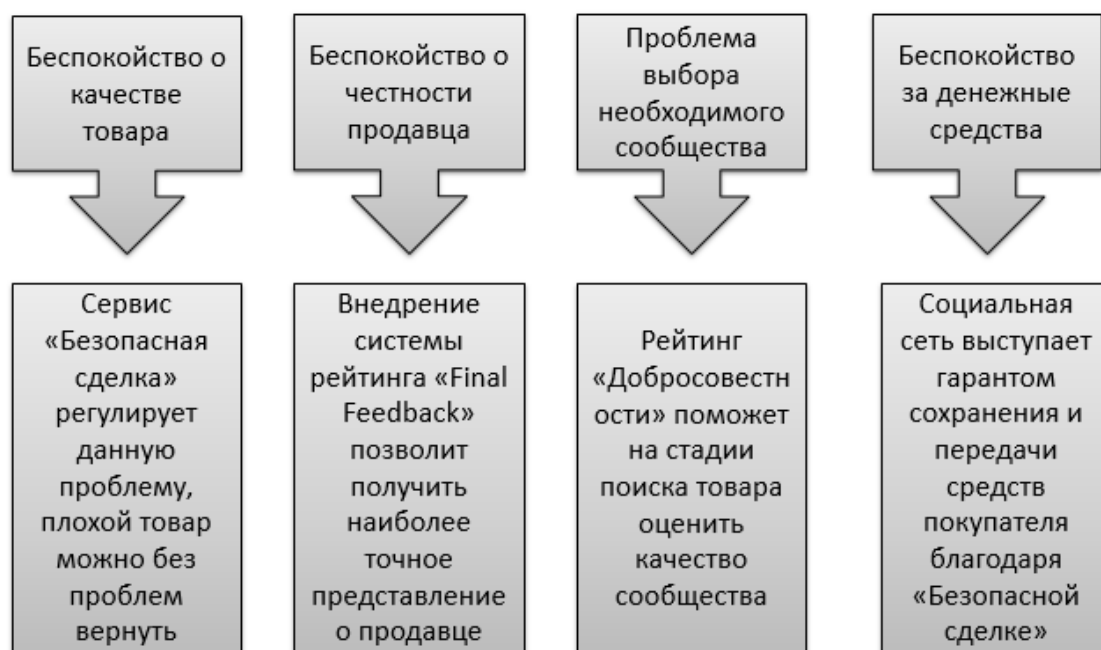 Беспокойство о
качестве
товара
Беспокойство о
честности
продавца
Проблема
выбора
необходимого
сообщества
Беспокойство
за денежные
средства
Сервис
«Безопасная
сделка»
регулирует
данную
проблему,
плохой товар
можно без
проблем
вернуть
Внедрение
системы
рейтинга «Final
Feedback»
позволит
получить
наиболее
точное
представление
о продавце
Рейтинг
«Добросовестн
ости» поможет
на стадии
поиска товара
оценить
качество
сообщества
Социальная
сеть выступает
гарантом
сохранения и
передачи
средств
покупателя
благодаря
«Безопасной
сделке»